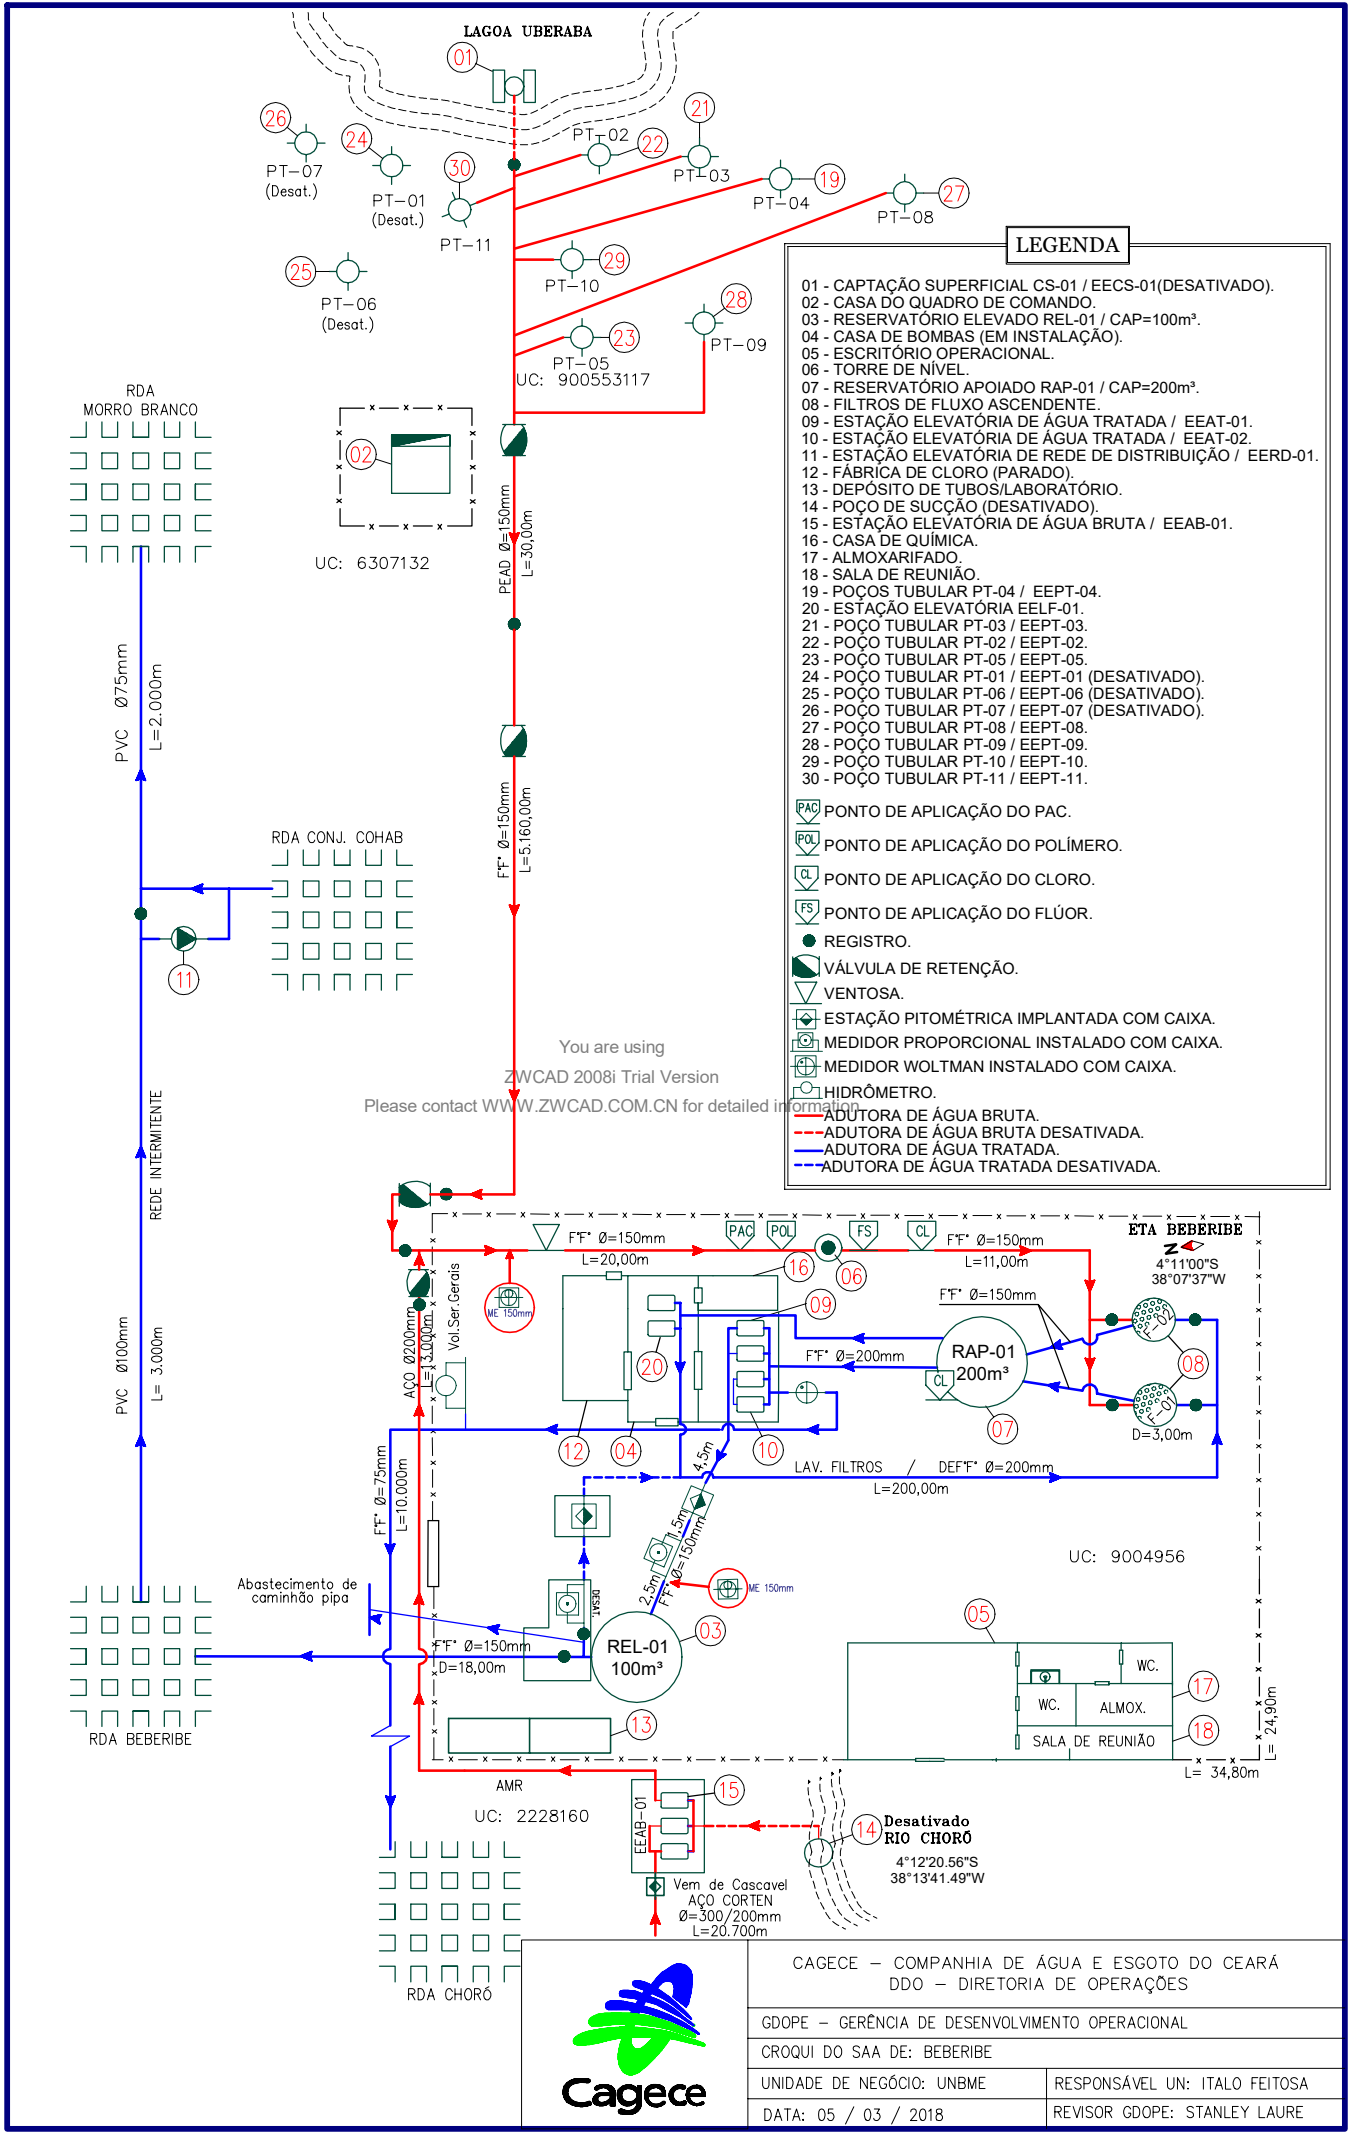 LAGOA UBERABA
01
26
PT-07
(Desat.)
24
PT-01
(Desat.)
30
PT-11
PT-02
22
21
PT-03
19
PT-04
27
PT-08
25
PT-06
(Desat.)
29
PT-10
28
PT-09
23
PT-05
UC: 900553117
LEGENDA
01 - CAPTAÇÃO SUPERFICIAL CS-01 / EECS-01(DESATIVADO).
02 - CASA DO QUADRO DE COMANDO.
03 - RESERVATÓRIO ELEVADO REL-01 / CAP=100m³.
04 - CASA DE BOMBAS (EM INSTALAÇÃO).
05 - ESCRITÓRIO OPERACIONAL.
06 - TORRE DE NÍVEL.
07 - RESERVATÓRIO APOIADO RAP-01 / CAP=200m³.
08 - FILTROS DE FLUXO ASCENDENTE.
09 - ESTAÇÃO ELEVATÓRIA DE ÁGUA TRATADA / EEAT-01.
10 - ESTAÇÃO ELEVATÓRIA DE ÁGUA TRATADA / EEAT-02.
11 - ESTAÇÃO ELEVATÓRIA DE REDE DE DISTRIBUIÇÃO / EERD-01.
12 - FÁBRICA DE CLORO (PARADO).
13 - DEPÓSITO DE TUBOS/LABORATÓRIO.
14 - POÇO DE SUCÇÃO (DESATIVADO).
15 - ESTAÇÃO ELEVATÓRIA DE ÁGUA BRUTA / EEAB-01.
16 - CASA DE QUÍMICA.
17 - ALMOXARIFADO.
18 - SALA DE REUNIÃO.
19 - POÇOS TUBULAR PT-04 / EEPT-04.
20 - ESTAÇÃO ELEVATÓRIA EELF-01.
21 - POÇO TUBULAR PT-03 / EEPT-03.
22 - POÇO TUBULAR PT-02 / EEPT-02.
23 - POÇO TUBULAR PT-05 / EEPT-05.
24 - POÇO TUBULAR PT-01 / EEPT-01 (DESATIVADO).
25 - POÇO TUBULAR PT-06 / EEPT-06 (DESATIVADO).
26 - POÇO TUBULAR PT-07 / EEPT-07 (DESATIVADO).
27 - POÇO TUBULAR PT-08 / EEPT-08.
28 - POÇO TUBULAR PT-09 / EEPT-09.
29 - POÇO TUBULAR PT-10 / EEPT-10.
30 - POÇO TUBULAR PT-11 / EEPT-11.
PAC PONTO DE APLICAÇÃO DO PAC.
POL PONTO DE APLICAÇÃO DO POLÍMERO.
CL PONTO DE APLICAÇÃO DO CLORO.
FS PONTO DE APLICAÇÃO DO FLÚOR.
REGISTRO.
VÁLVULA DE RETENÇÃO.
VENTOSA.
ESTAÇÃO PITOMÉTRICA IMPLANTADA COM CAIXA.
MEDIDOR PROPORCIONAL INSTALADO COM CAIXA.
MEDIDOR WOLTMAN INSTALADO COM CAIXA.
HIDRÔMETRO.
ADUTORA DE ÁGUA BRUTA.
ADUTORA DE ÁGUA BRUTA DESATIVADA.
ADUTORA DE ÁGUA TRATADA.
ADUTORA DE ÁGUA TRATADA DESATIVADA.
RDA
MORRO BRANCO
02
UC: 6307132
PEAD Ø=150mm
L=30,00m
PVC Ø75mm
L=2.000m
F°F° Ø=150mm
L=5.160,00m
RDA CONJ. COHAB
11
You are using
ZWCAD 2008i Trial Version
Please contact WWW.ZWCAD.COM.CN for detailed information
REDE INTERMITENTE
PVC Ø100mm
L= 3.000m
F°F° Ø=150mm
L=20,00m
PAC
POL
FS
CL
06
F°F° Ø=150mm
L=11,00m
ETA BEBERIBE
N
4°11'00"S
38°07'37"W
ME 150mm
Vol.Ser.Gerais
AÇO Ø200mm
L=13.000m
16
09
F°F° Ø=150mm
RAP-01
200m³
CL
07
F°F° Ø=200mm
F-02
F-01
08
D=3,00m
20
12
04
10
4,5m
LAV. FILTROS / DEF°F° Ø=200mm
L=200,00m
F°F° Ø=75mm
L=10.000m
1,5m
2,5m
F°F° Ø=150mm
ME 150mm
UC: 9004956
Abastecimento de
caminhão pipa
DESAT.
REL-01
100m³
03
F°F° Ø=150mm
D=18,00m
RDA BEBERIBE
05
WC.
WC.
ALMOX.
SALA DE REUNIÃO
17
18
L= 24,90m
L= 34,80m
13
AMR
UC: 2228160
EEAB-01
15
14
Desativado
RIO CHORÓ
4°12'20.56"S
38°13'41.49"W
Vem de Cascavel
AÇO CORTEN
Ø=300/200mm
L=20.700m
RDA CHORÓ
Cagece
CAGECE - COMPANHIA DE ÁGUA E ESGOTO DO CEARÁ
DDO - DIRETORIA DE OPERAÇÕES
GDOPE - GERÊNCIA DE DESENVOLVIMENTO OPERACIONAL
CROQUI DO SAA DE: BEBERIBE
UNIDADE DE NEGÓCIO: UNBME
RESPONSÁVEL UN: ITALO FEITOSA
DATA: 05 / 03 / 2018
REVISOR GDOPE: STANLEY LAURE